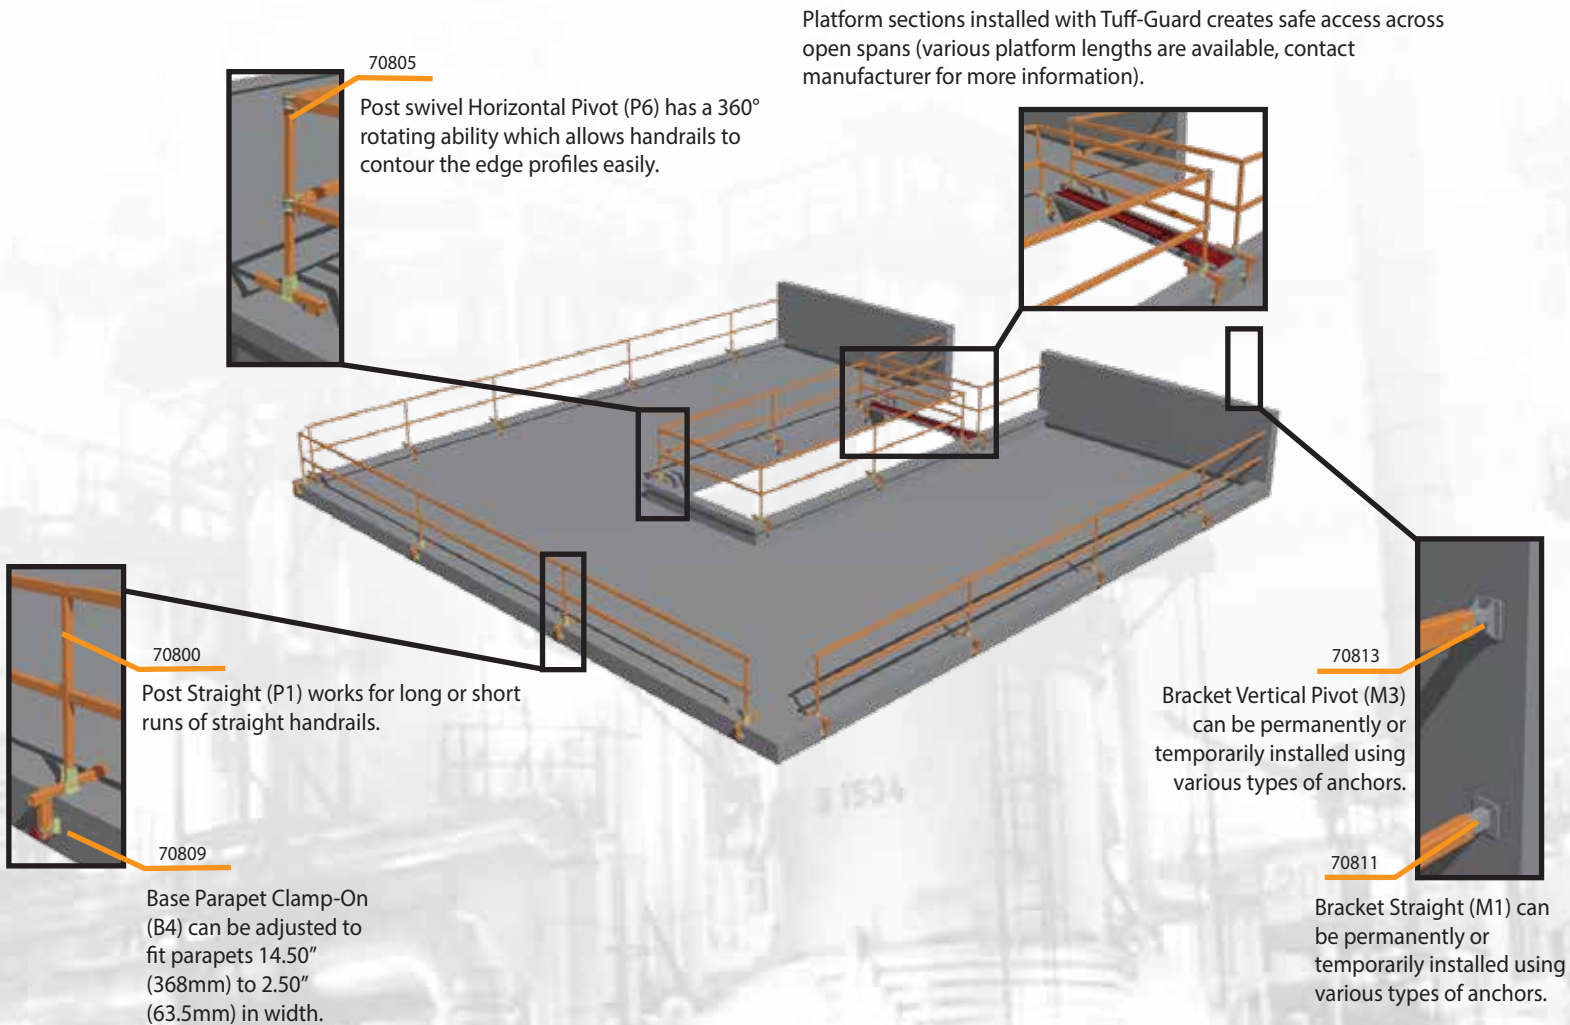 Platform sections installed with Tuff-Guard creates safe access across
open spans (various platform lengths are available, contact
manufacturer for more information).
70805
Post swivel Horizontal Pivot (P6) has a 360°
rotating ability which allows handrails to
contour the edge profiles easily.
70800
Post Straight (P1) works for long or short
runs of straight handrails.
70809
Base Parapet Clamp-On
(B4) can be adjusted to
fit parapets 14.50”
(368mm) to 2.50”
(63.5mm) in width.
70813
Bracket Vertical Pivot (M3)
can be permanently or
temporarily installed using
various types of anchors.
70811
Bracket Straight (M1) can
be permanently or
temporarily installed using
various types of anchors.
1534